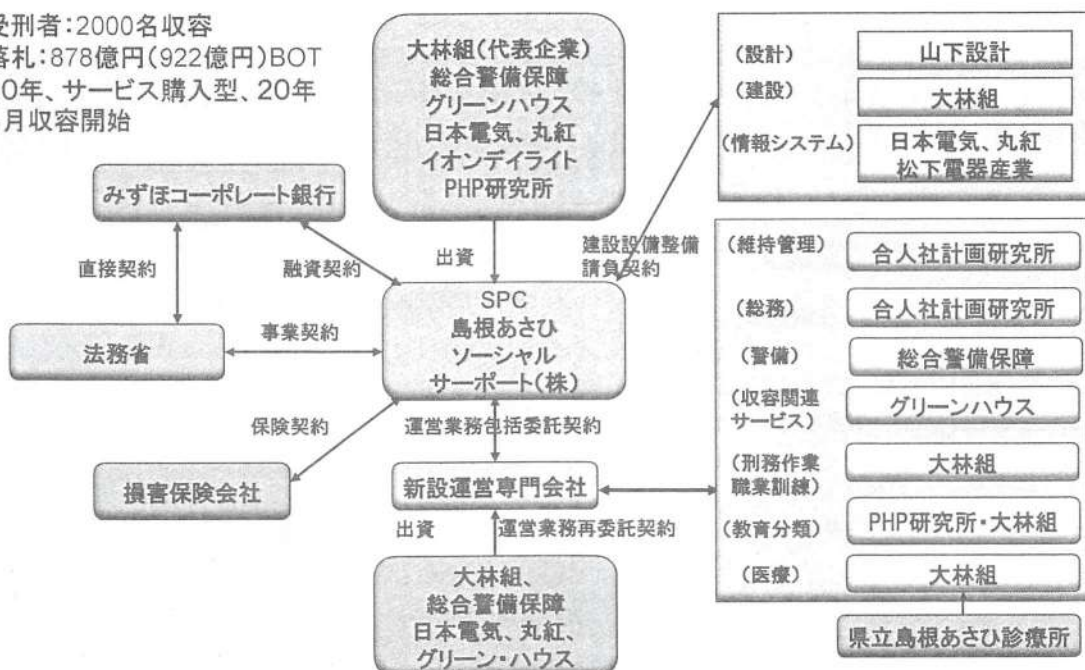 受刑者：2000名収容
落札：878億円(922億円)BOT
0年、サービス購入型、20年
月収容開始
大林組(代表企業)
総合警備保障
グリーンハウス
日本電気、丸紅
イオンデイライト
PHP研究所
(設計)
山下設計
(建設)
大林組
(情報システム)
日本電気、丸紅
松下電器産業
みずほコーポレート銀行
直接契約
融資契約
出資
建設設備整備
請負契約
法務省
事業契約
SPC
島根あさひ
ソーシャル
サーポート(株)
保険契約
運営業務包括委託契約
損害保険会社
新設運営専門会社
出資
運営業務再委託契約
大林組、
総合警備保障
日本電気、丸紅、
グリーン・ハウス
(維持管理)
合人社計画研究所
(総務)
合人社計画研究所
(警備)
総合警備保障
(収容関連
サービス)
グリーンハウス
(刑務作業
職業訓練)
大林組
(教育分類)
PHP研究所・大林組
(医療)
大林組
県立島根あさひ診療所